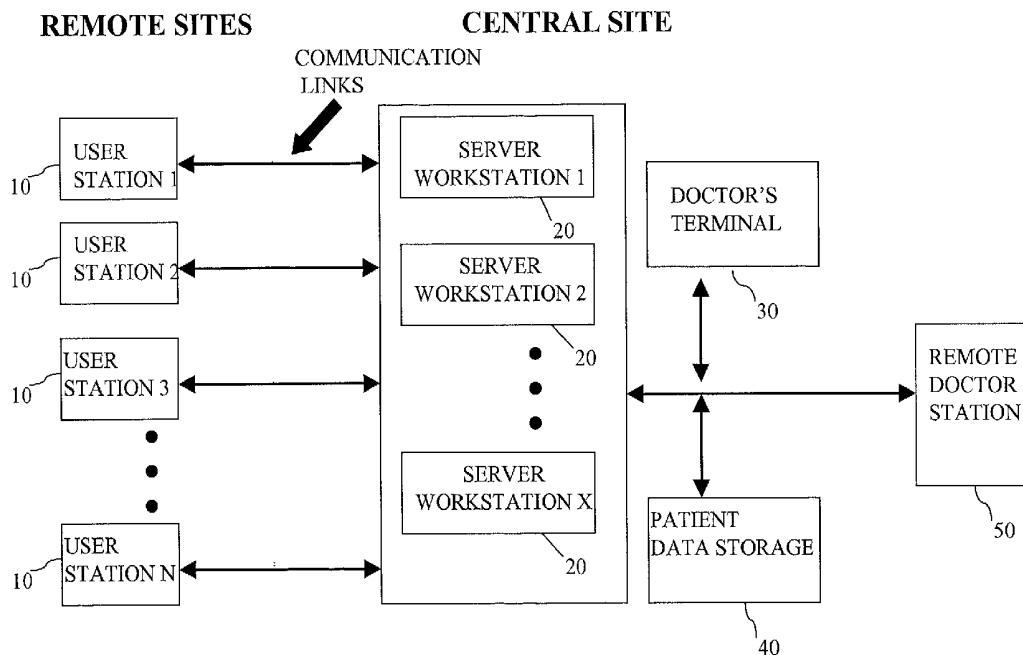 REMOTE SITES
CENTRAL SITE
COMMUNICATION
LINKS
10
USER
STATION 1
10
USER
STATION 2
10
USER
STATION 3
10
USER
STATION N
SERVER
WORKSTATION 1
20
SERVER
WORKSTATION 2
20
SERVER
WORKSTATION X
20
DOCTOR'S
TERMINAL
30
PATIENT
DATA STORAGE
40
REMOTE
DOCTOR
STATION
50